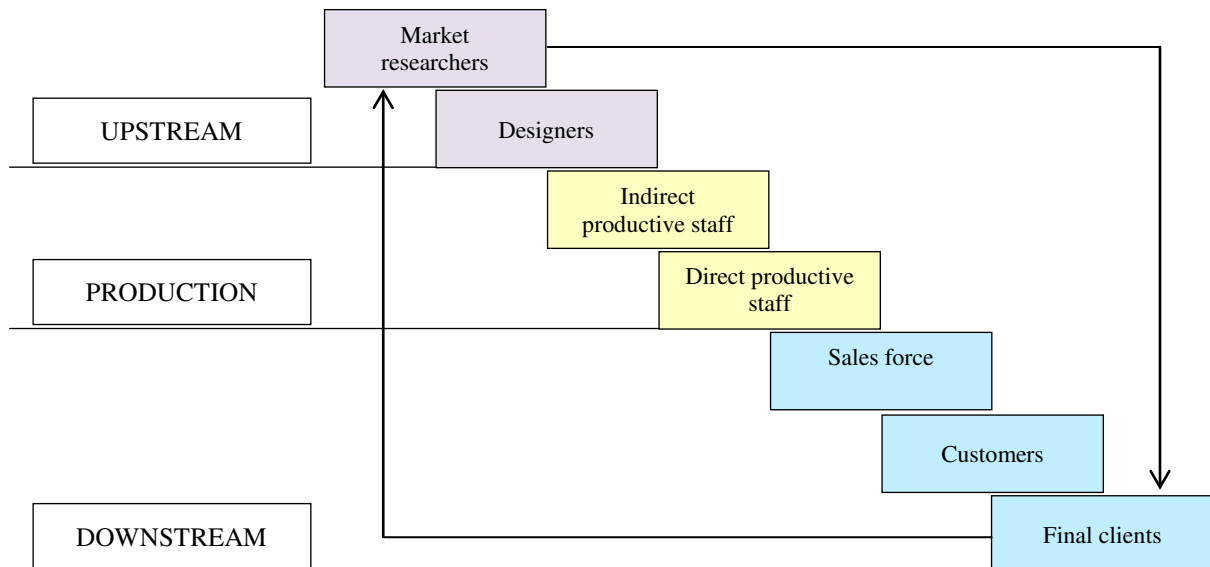 Market
researchers
UPSTREAM
Designers
Indirect
productive staff
PRODUCTION
Direct productive
staff
Sales force
Customers
DOWNSTREAM
Final clients